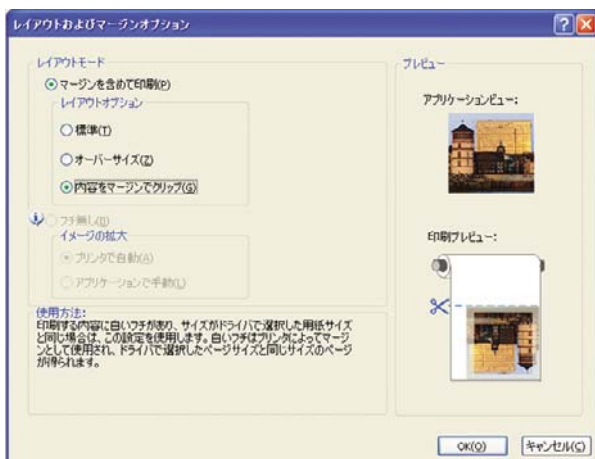 レイアウトおよびマージンオプション
レイアウトモード
マージンを含めて印刷(P)
レイアウトオプション
標準(T)
オーバーサイズ(Z)
内容をマージンでクリップ(G)
フチ無し(B)
イメージの拡大
プリンタで自動(A)
アプリケーションで手動(L)
使用方法:
印刷する内容に白いフチがあり、サイズがドライバで選択した用紙サイズ
と同じ場合は、この設定を使用します。白いフチはプリンタによってマージ
ンとして使用され、ドライバで選択したページサイズと同じサイズのページ
が得られます。
プレビュー
アプリケーションビュー:
印刷プレビュー:
OK(O)
キャンセル(C)